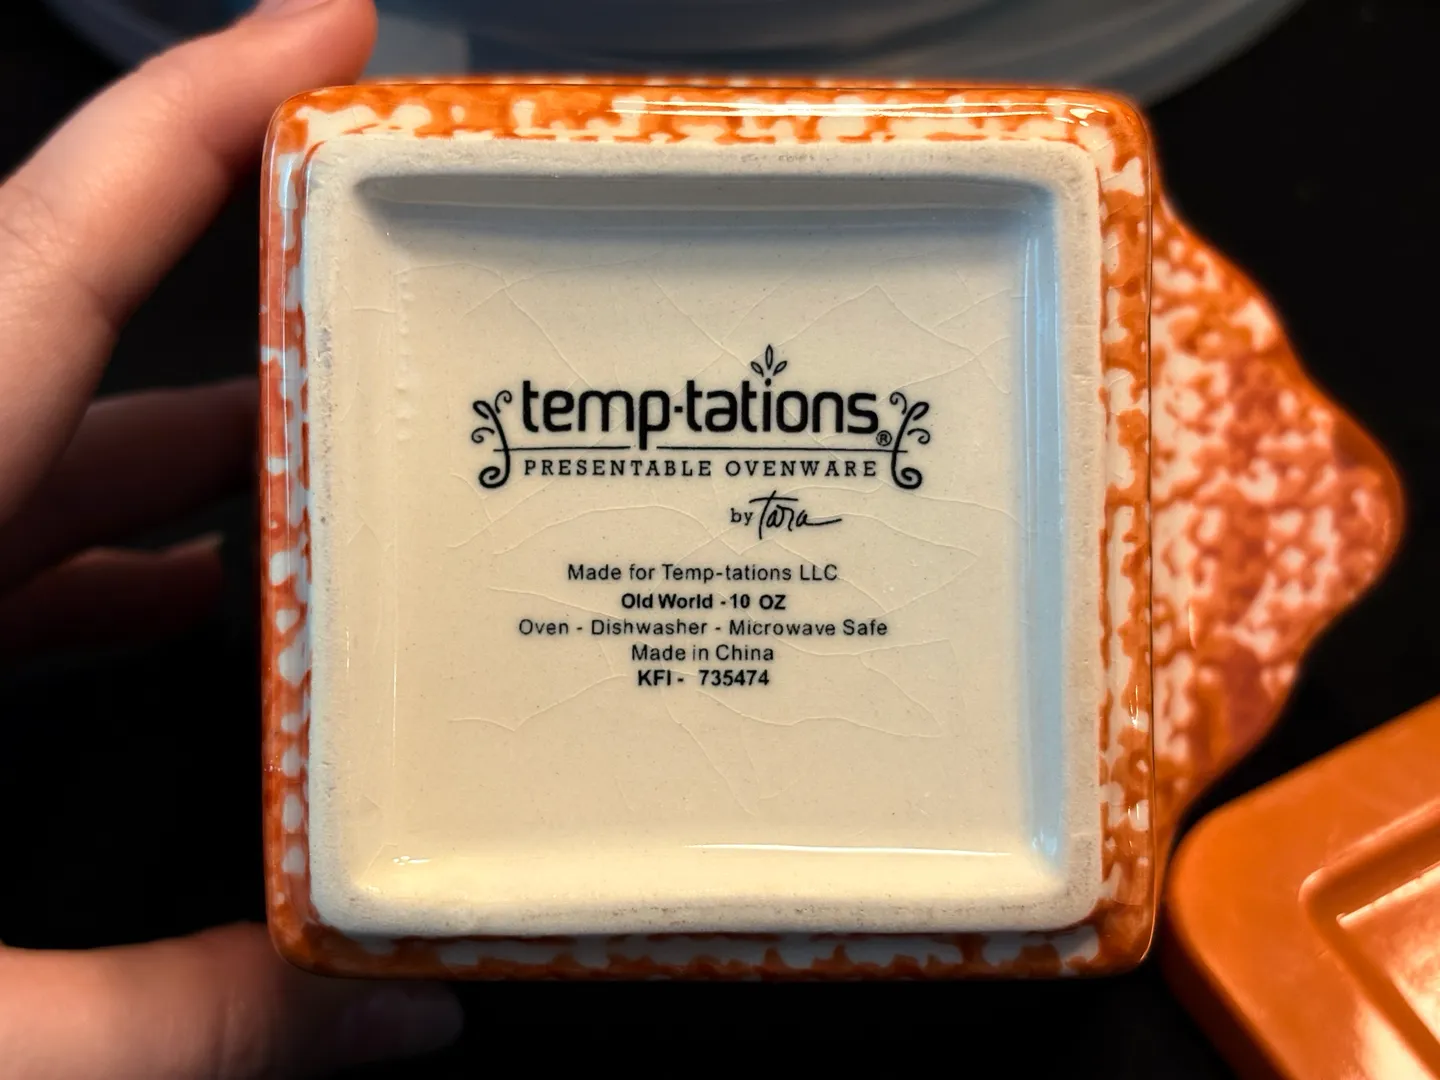 temp-tations®
PRESENTABLE OVENWARE
by Tara
Made for Temp-tations LLC
Old World - 10 OZ
Oven - Dishwasher - Microwave Safe
Made in China
KFI - 735474